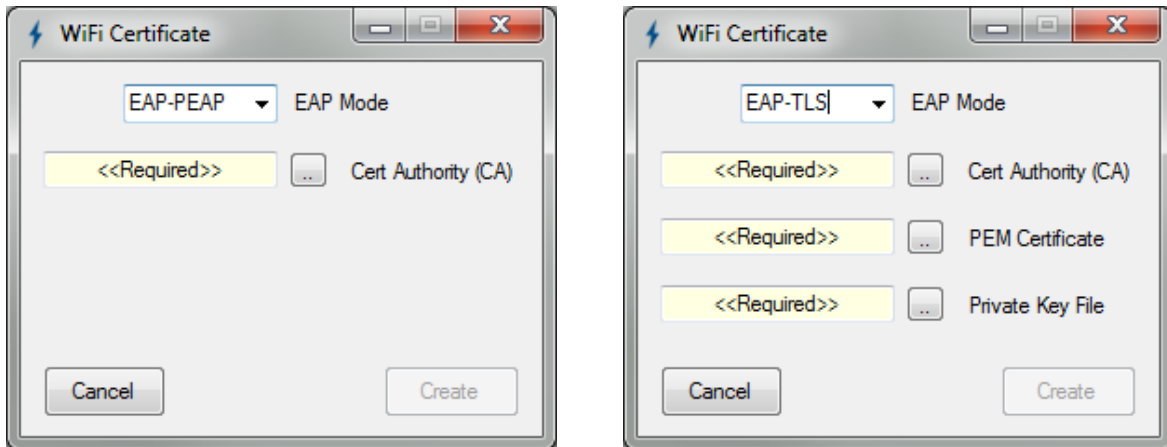 WiFi Certificate
EAP-PEAP EAP Mode
<<Required>> .. Cert Authority (CA)
Cancel Create
WiFi Certificate
EAP-TLS EAP Mode
<<Required>> .. Cert Authority (CA)
<<Required>> .. PEM Certificate
<<Required>> .. Private Key File
Cancel Create